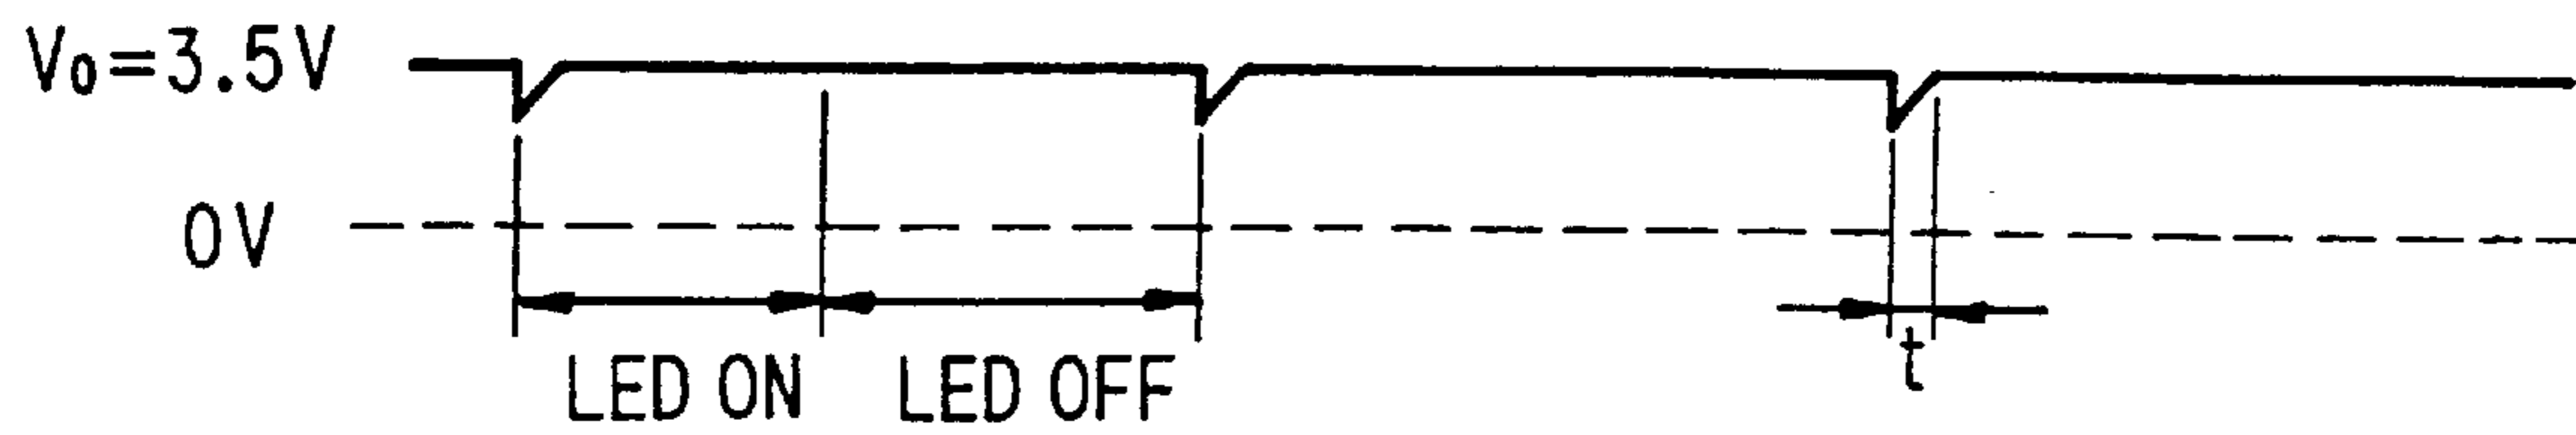 V₀=3.5V
0V
LED ON LED OFF t